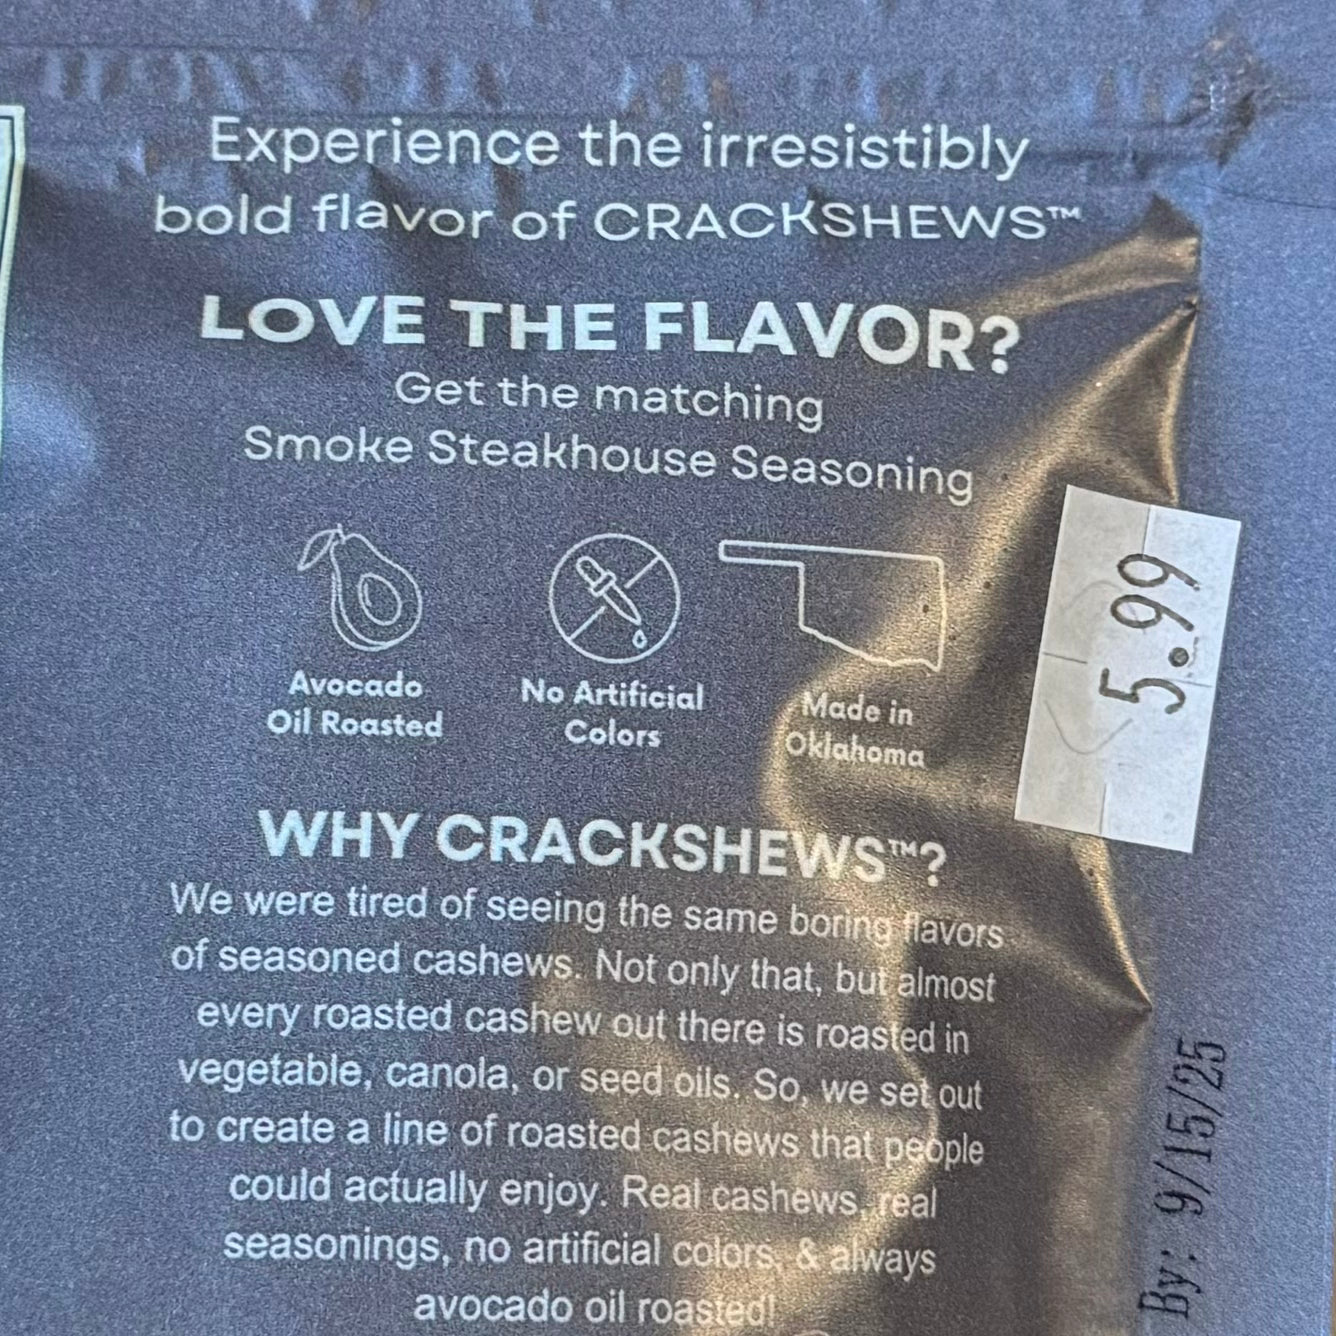 Experience the irresistibly
bold flavor of CRACKSHEWS™
LOVE THE FLAVOR?
Get the matching
Smoke Steakhouse Seasoning
Avocado
Oil Roasted
No Artificial
Colors
Made in
Oklahoma
5.99
WHY CRACKSHEWS™?
We were tired of seeing the same boring flavors
of seasoned cashews. Not only that, but almost
every roasted cashew out there is roasted in
vegetable, canola, or seed oils. So, we set out
to create a line of roasted cashews that people
could actually enjoy. Real cashews, real
seasonings, no artificial colors, & always
avocado oil roasted!
By: 9/15/25